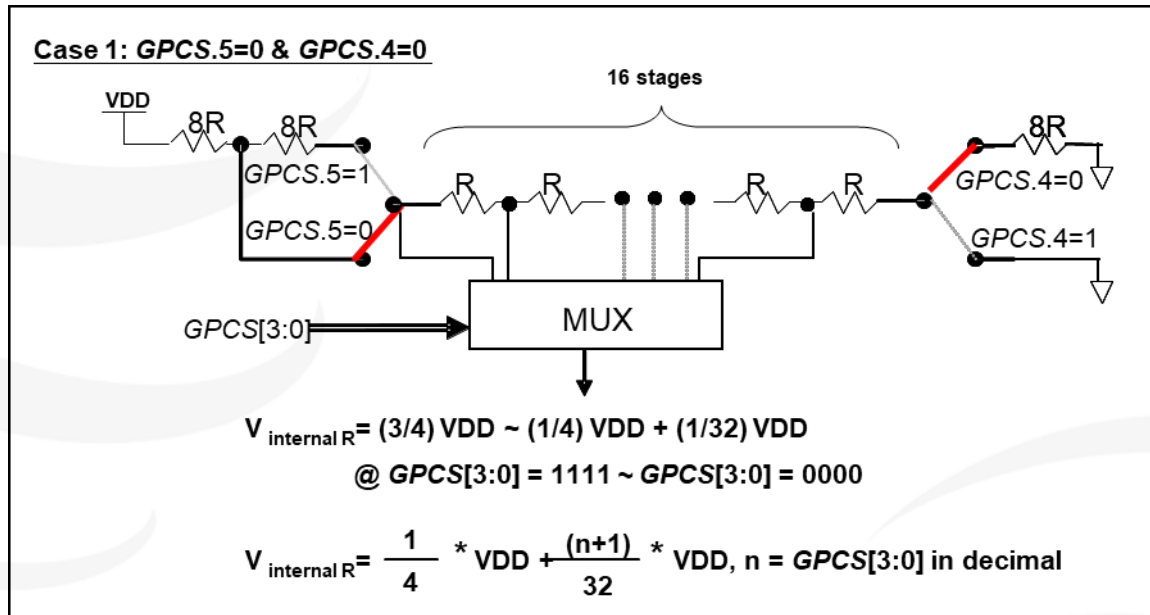 Case 1: GPCS.5=0 & GPCS.4=0
16 stages
VDD
8R
8R
8R
GPCS.5=1
R
R
R
R
GPCS.4=0
GPCS.5=0
GPCS.4=1
MUX
GPCS[3:0]
V internal R= (3/4) VDD ~ (1/4) VDD + (1/32) VDD
@ GPCS[3:0] = 1111 ~ GPCS[3:0] = 0000
V internal R= 1/4 * VDD + (n+1)/32 * VDD, n = GPCS[3:0] in decimal